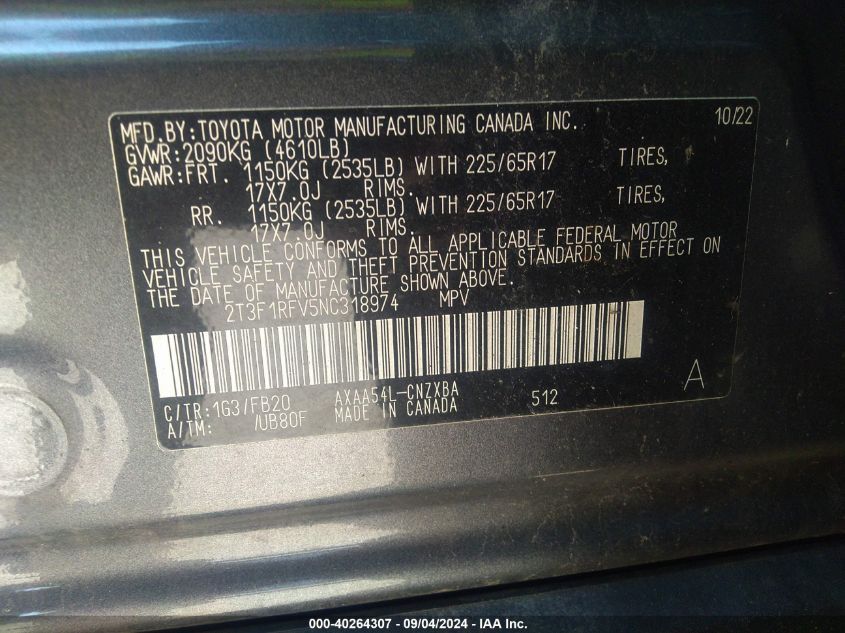 MFD.BY:TOYOTA MOTOR MANUFACTURING CANADA INC. 10/22
GVWR:2090KG (4610LB)
GAWR:FRT. 1150KG (2535LB) WITH 225/65R17 TIRES,
17X7.0J RIMS.
RR. 1150KG (2535LB) WITH 225/65R17 TIRES,
17X7.0J RIMS.
THIS VEHICLE CONFORMS TO ALL APPLICABLE FEDERAL MOTOR
VEHICLE SAFETY AND THEFT PREVENTION STANDARDS IN EFFECT ON
THE DATE OF MANUFACTURE SHOWN ABOVE.
2T3F1RFV5NC318974 MPV
C/TR:1G3/FB20 AXAA54L-CNZXBA 512 A
A/TM: /UB80F MADE IN CANADA
000-40264307 - 09/04/2024 - IAA Inc.